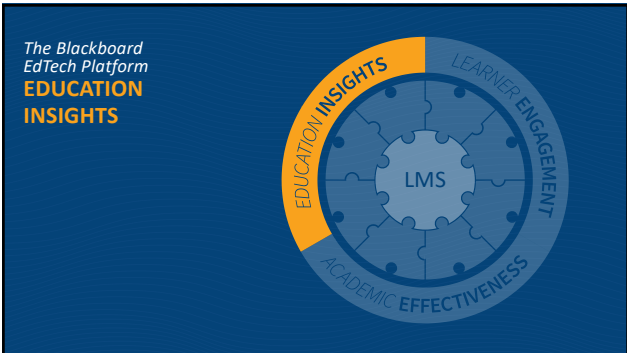 The Blackboard
EdTech Platform
EDUCATION
INSIGHTS
EDUCATION INSIGHTS
LEARNER ENGAGEMENT
LMS
ACADEMIC EFFECTIVENESS